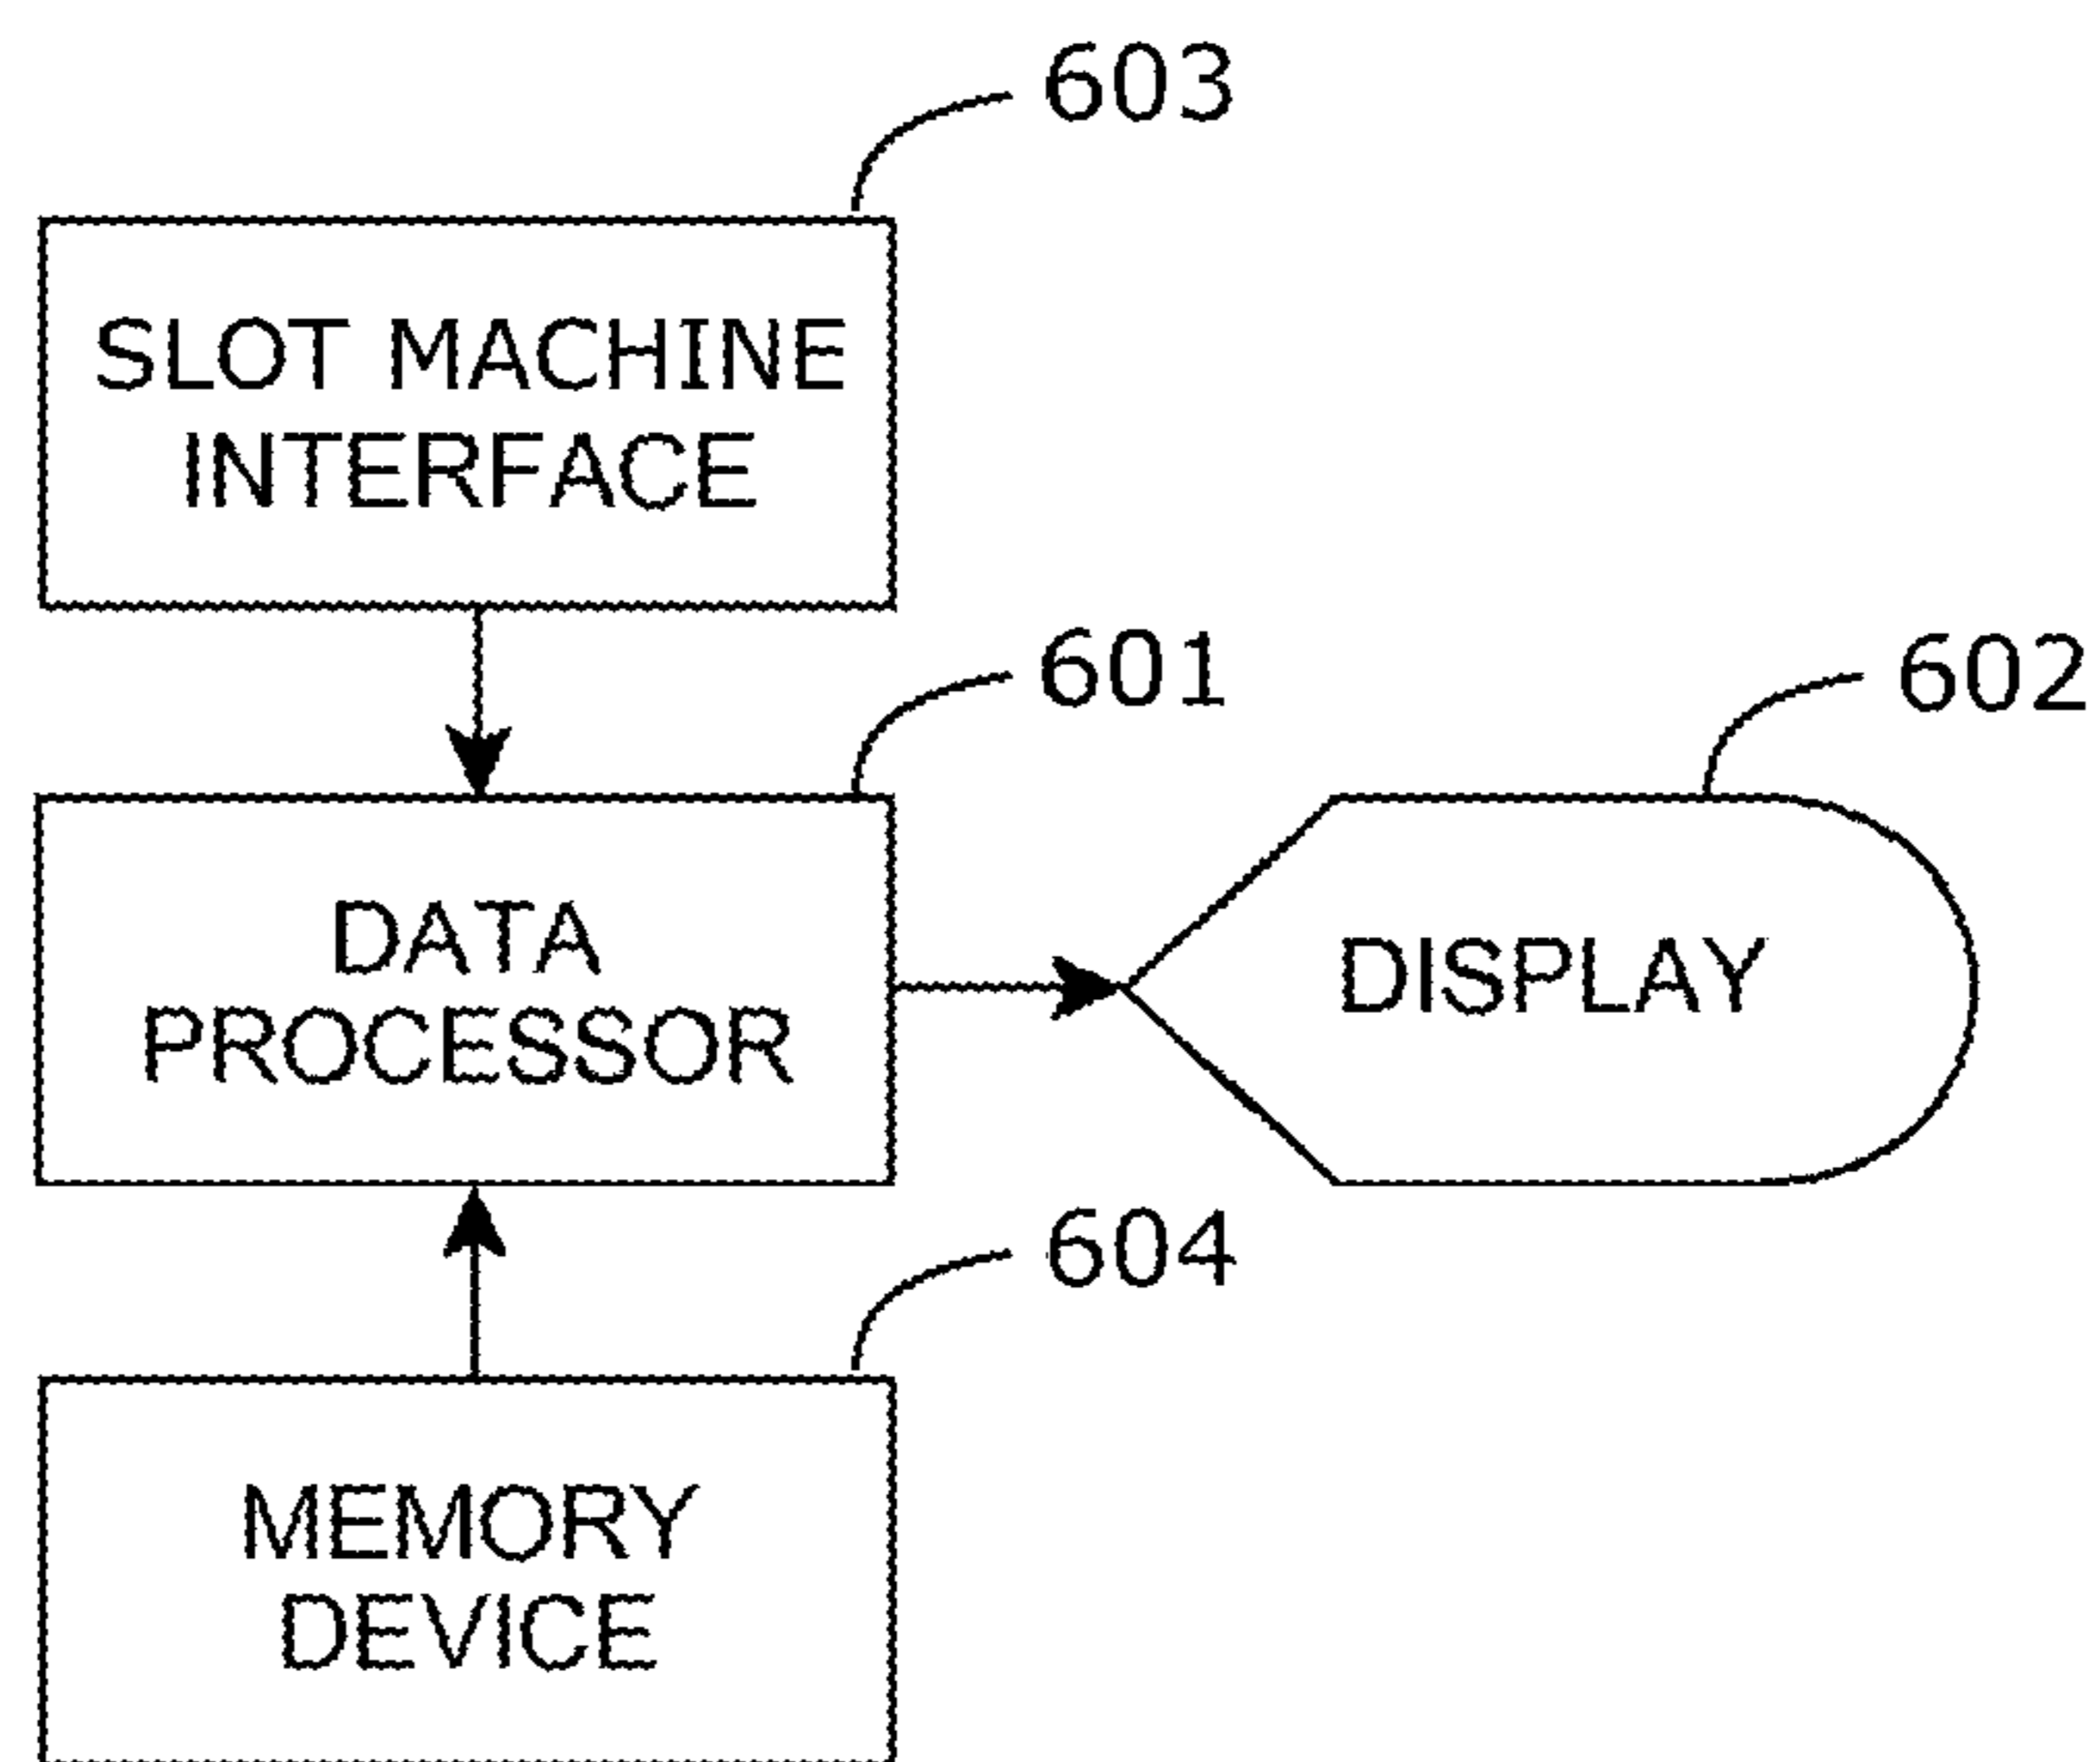 603
SLOT MACHINE
INTERFACE
601
602
DATA
PROCESSOR
DISPLAY
604
MEMORY
DEVICE